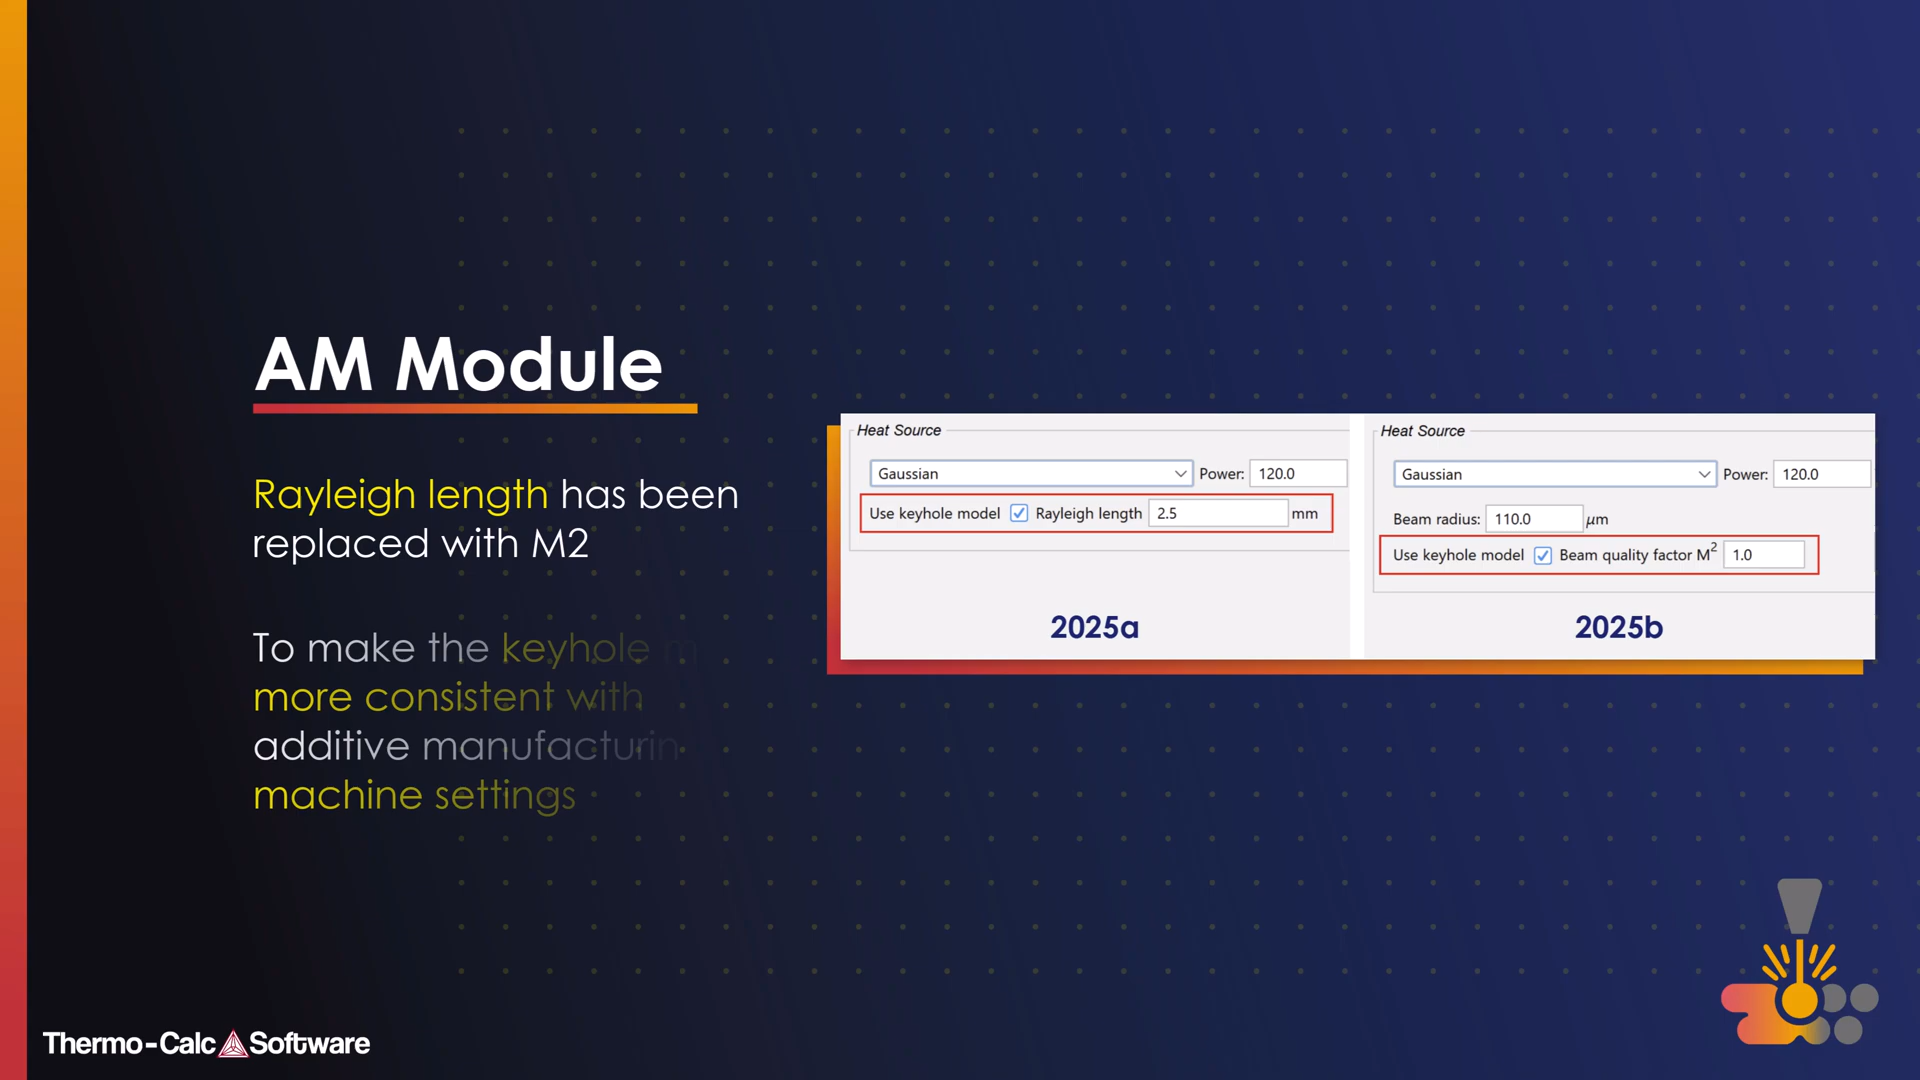 AM Module
Rayleigh length has been
replaced with M2
To make the keyhole m
more consistent with
additive manufacturin
machine settings
Heat Source
Gaussian Power: 120.0
Use keyhole model Rayleigh length 2.5 mm
2025a
Heat Source
Gaussian Power: 120.0
Beam radius: 110.0 μm
Use keyhole model Beam quality factor M² 1.0
2025b
Thermo-Calc Software